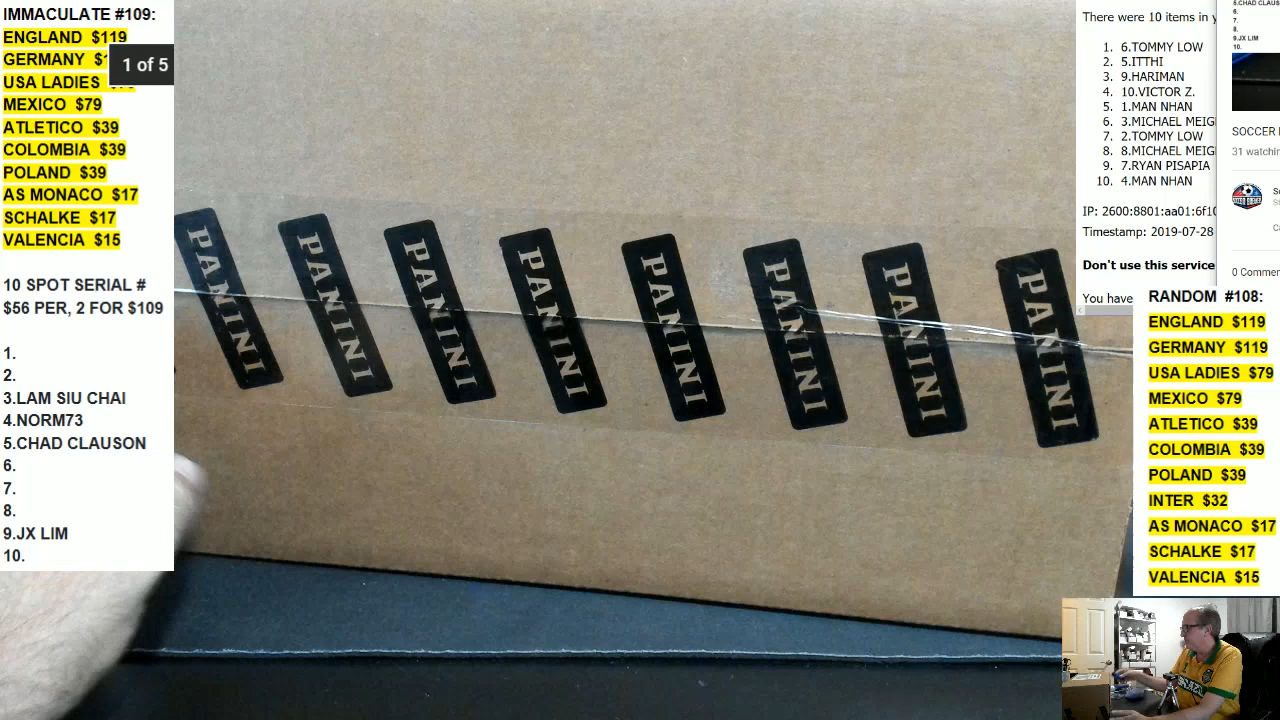 IMMACULATE #109:
ENGLAND $119
GERMANY $1
1 of 5
USA LADIES
MEXICO $79
ATLETICO $39
COLOMBIA $39
POLAND $39
AS MONACO $17
SCHALKE $17
VALENCIA $15
10 SPOT SERIAL #
$56 PER, 2 FOR $109
1.
2.
3.LAM SIU CHAI
4.NORM73
5.CHAD CLAUSON
6.
7.
8.
9.JX LIM
10.
PANINI
PANINI
PANINI
PANINI
PANINI
PANINI
PANINI
PANINI
There were 10 items in y
1. 6.TOMMY LOW
2. 5.ITTHI
3. 9.HARIMAN
4. 10.VICTOR Z.
5. 1.MAN NHAN
6. 3.MICHAEL MEIG
7. 2.TOMMY LOW
8. 8.MICHAEL MEIG
9. 7.RYAN PISAPIA
10. 4.MAN NHAN
IP: 2600:8801:aa01:6f10
Timestamp: 2019-07-28
Don't use this service
You have
5.CHAD CLAUS
6.
7.
8.
9.JX LIM
10.
SOCCER
31 watchin
0 Commen
RANDOM #108:
ENGLAND $119
GERMANY $119
USA LADIES $79
MEXICO $79
ATLETICO $39
COLOMBIA $39
POLAND $39
INTER $32
AS MONACO $17
SCHALKE $17
VALENCIA $15